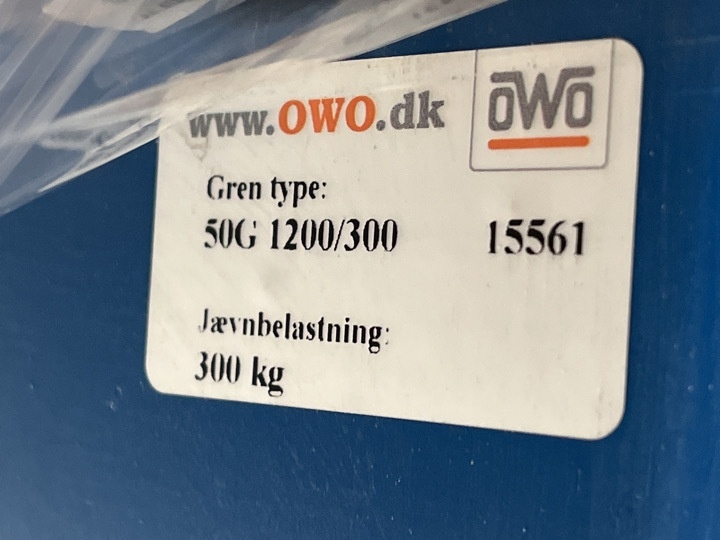 www.OWO.dk
OWO
Gren type:
50G 1200/300 15561
Jævnbelastning:
300 kg